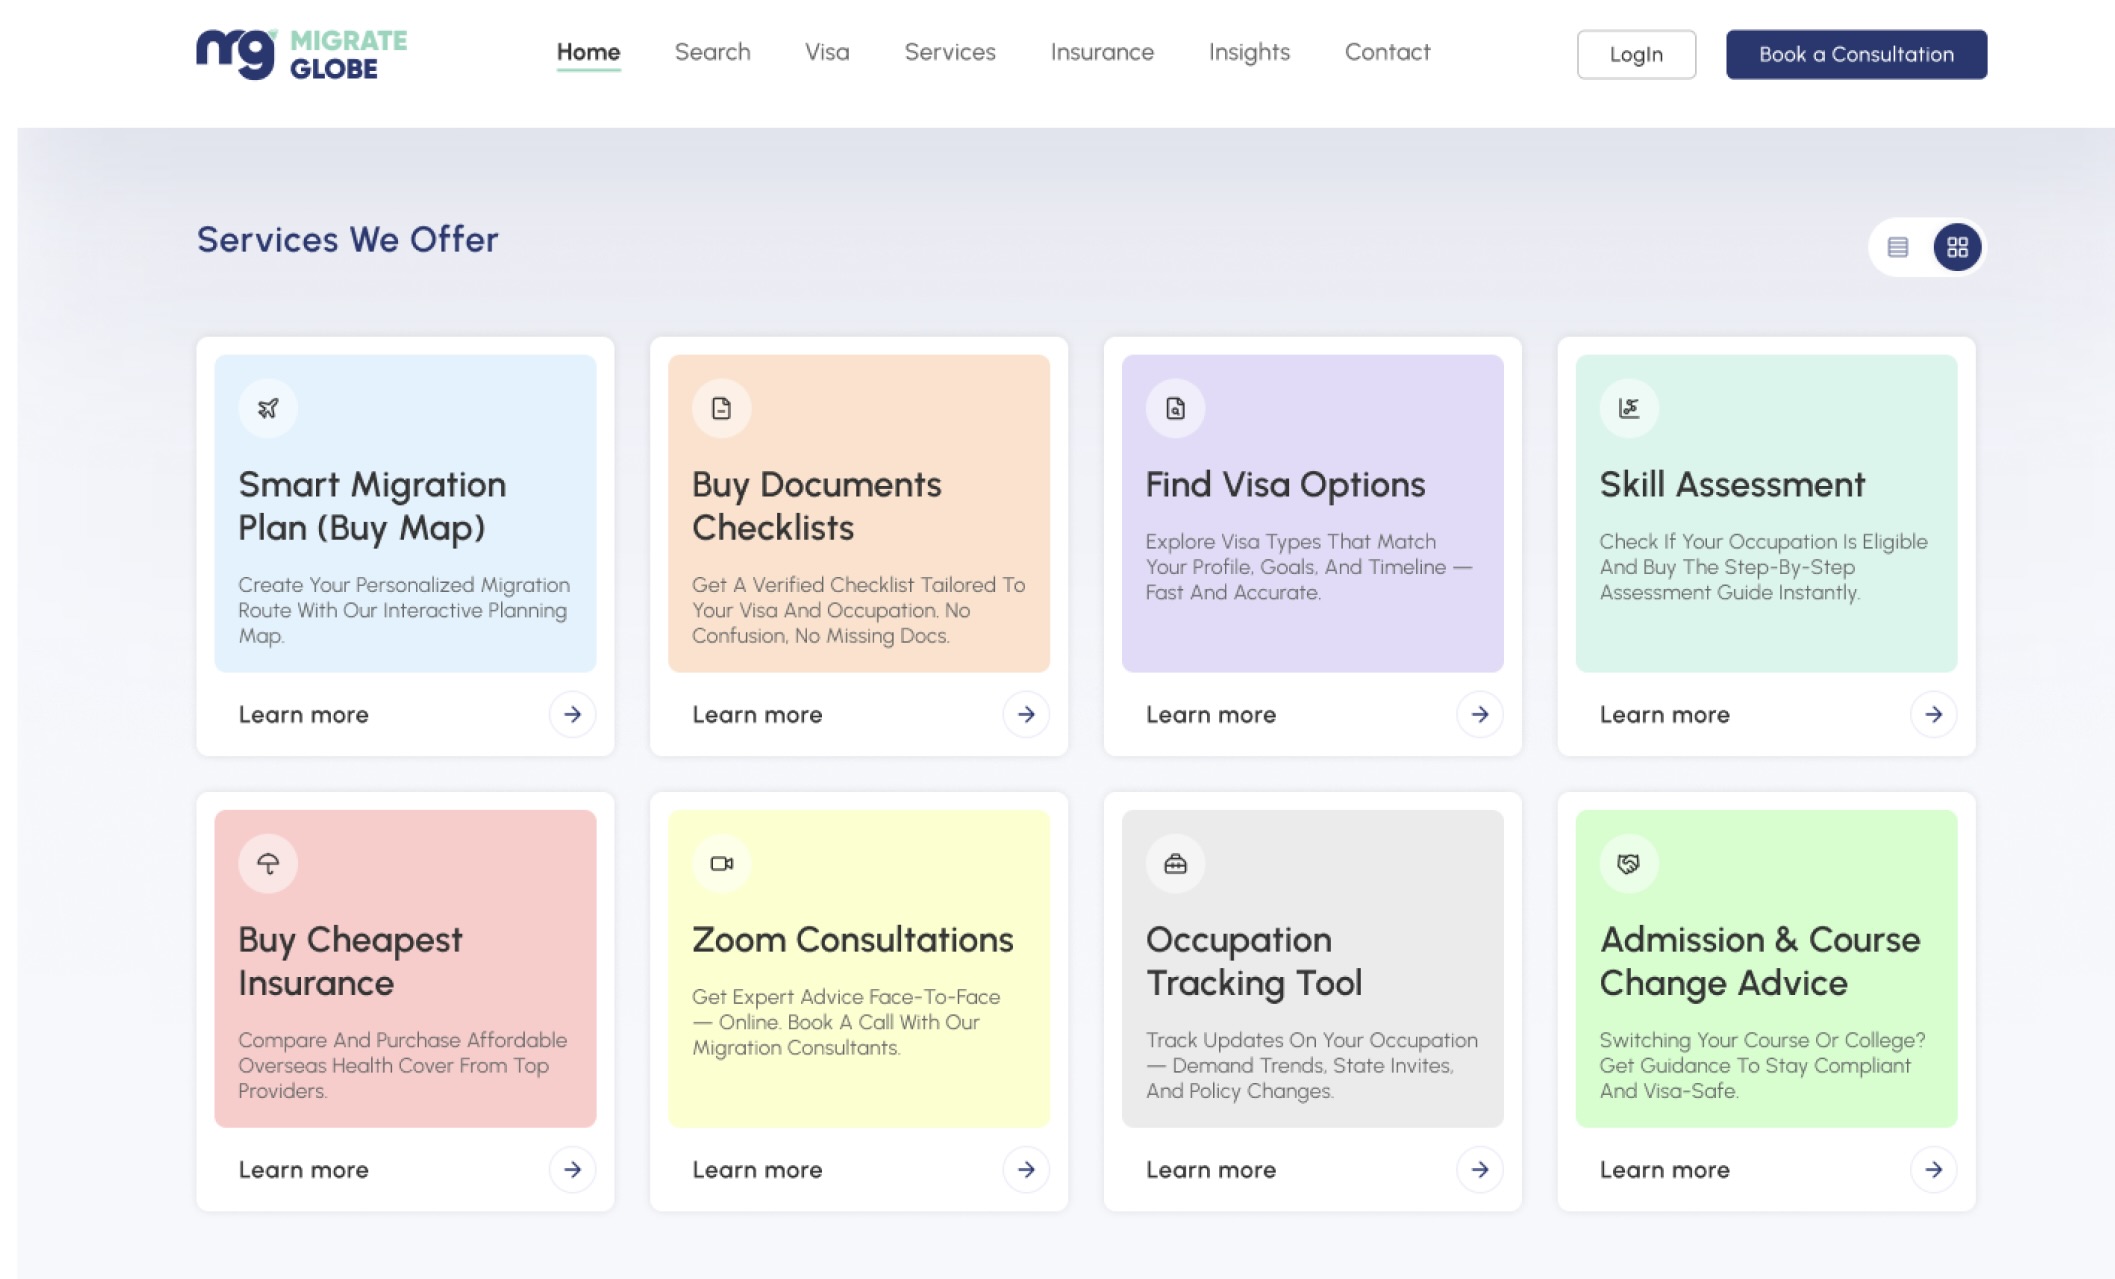 mg MIGRATE
GLOBE
Home Search Visa Services Insurance Insights Contact LogIn Book a Consultation
Services We Offer
Smart Migration
Plan (Buy Map)
Create Your Personalized Migration
Route With Our Interactive Planning
Map.
Learn more
Buy Documents
Checklists
Get A Verified Checklist Tailored To
Your Visa And Occupation. No
Confusion, No Missing Docs.
Learn more
Find Visa Options
Explore Visa Types That Match
Your Profile, Goals, And Timeline —
Fast And Accurate.
Learn more
Skill Assessment
Check If Your Occupation Is Eligible
And Buy The Step-By-Step
Assessment Guide Instantly.
Learn more
Buy Cheapest
Insurance
Compare And Purchase Affordable
Overseas Health Cover From Top
Providers.
Learn more
Zoom Consultations
Get Expert Advice Face-To-Face
— Online. Book A Call With Our
Migration Consultants.
Learn more
Occupation
Tracking Tool
Track Updates On Your Occupation
— Demand Trends, State Invites,
And Policy Changes.
Learn more
Admission & Course
Change Advice
Switching Your Course Or College?
Get Guidance To Stay Compliant
And Visa-Safe.
Learn more